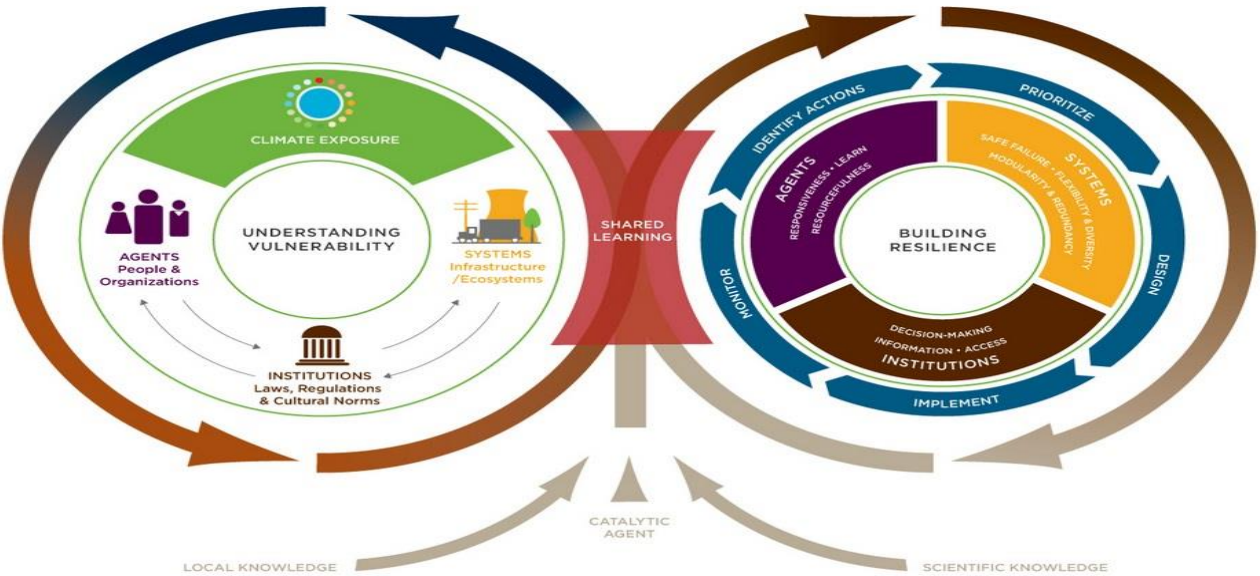 CLIMATE EXPOSURE
UNDERSTANDING
VULNERABILITY
AGENTS
People &
Organizations
SYSTEMS
Infrastructure
/Ecosystems
INSTITUTIONS
Laws, Regulations
& Cultural Norms
SHARED
LEARNING
IDENTIFY ACTIONS
PRIORITIZE
DESIGN
IMPLEMENT
MONITOR
AGENTS
RESPONSIVENESS • LEARN
RESOURCEFULNESS
SYSTEMS
SAFE FAILURE • FLEXIBILITY & DIVERSITY
MODULARITY & REDUNDANCY
BUILDING
RESILIENCE
DECISION-MAKING
INFORMATION • ACCESS
INSTITUTIONS
CATALYTIC
AGENT
LOCAL KNOWLEDGE
SCIENTIFIC KNOWLEDGE